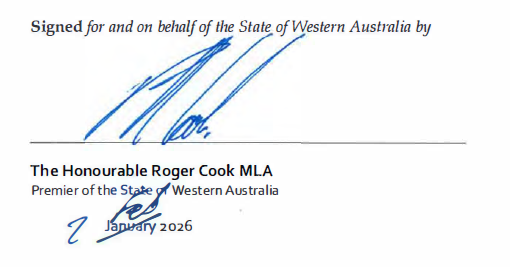 Signed for and on behalf of the State of Western Australia by
The Honourable Roger Cook MLA
Premier of the State of Western Australia
Feb
2 January 2026